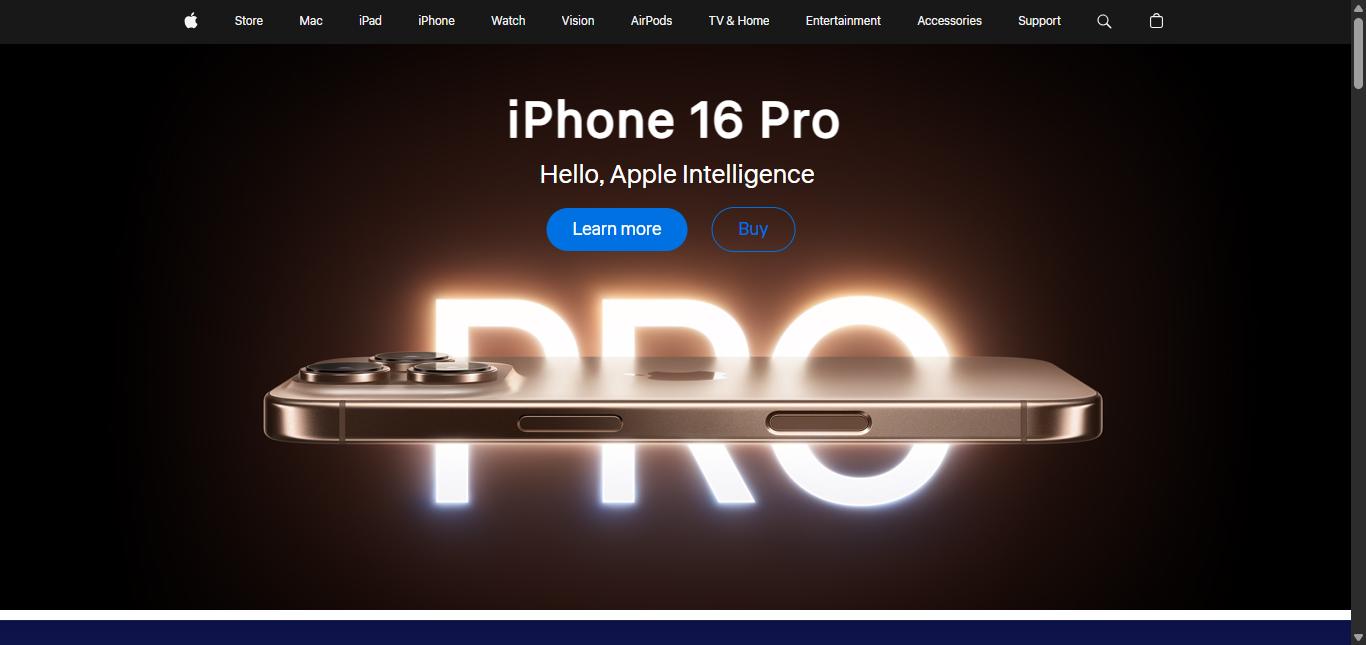 Store Mac iPad iPhone Watch Vision AirPods TV & Home Entertainment Accessories Support
iPhone 16 Pro
Hello, Apple Intelligence
Learn more Buy
PRO